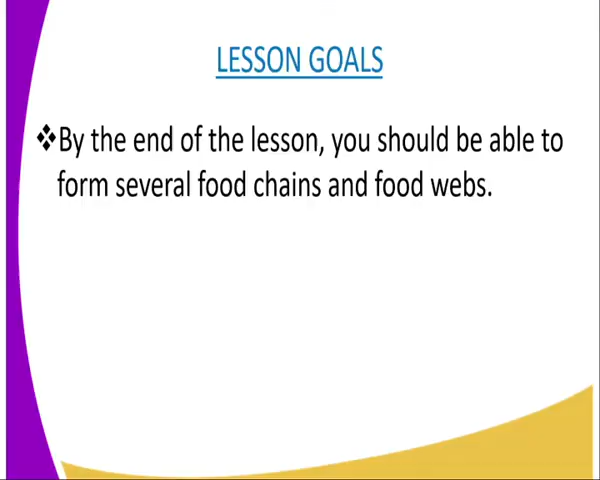 LESSON GOALS
❖By the end of the lesson, you should be able to
form several food chains and food webs.